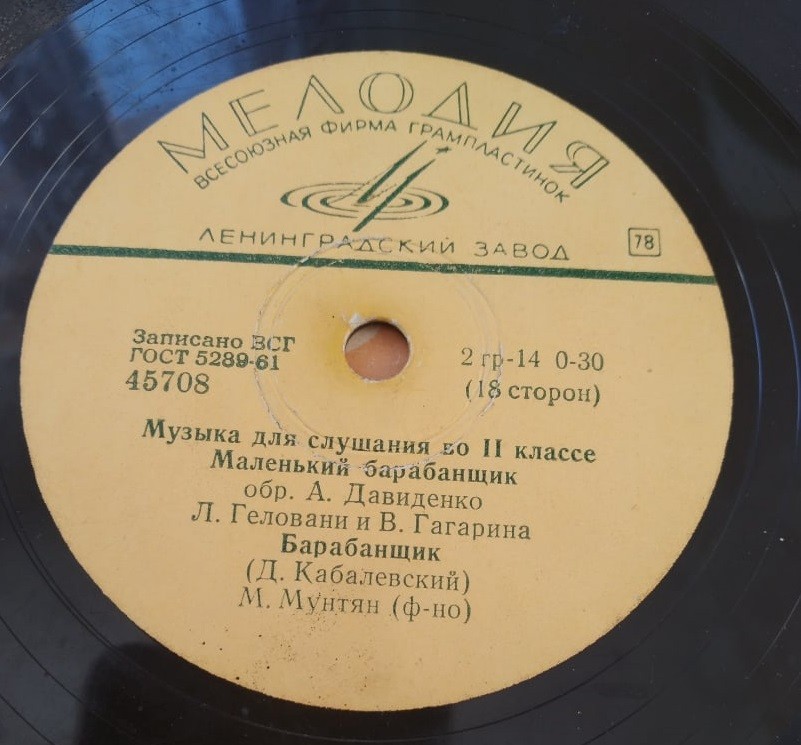 МЕЛОДИЯ
ВСЕСОЮЗНАЯ ФИРМА ГРАМПЛАСТИНОК
ЛЕНИНГРАДСКИЙ ЗАВОД
78
Записано ВСГ
ГОСТ 5289-61
45708
2 гр-14 0-30
(18 сторон)
Музыка для слушания во II классе
Маленький барабанщик
обр. А. Давиденко
Л. Геловани и В. Гагарина
Барабанщик
(Д. Кабалевский)
М. Мунтян (ф-но)